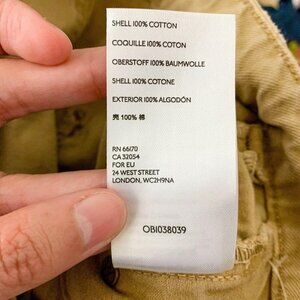 SHELL 100% COTTON
COQUILLE 100% COTON
OBERSTOFF 100% BAUMWOLLE
SHELL 100% COTONE
EXTERIOR 100% ALGODÓN
売 100% 棉
RN 66170
CA 32054
FOR EU
24 WEST STREET
LONDON, WC2H9NA
OBI038039